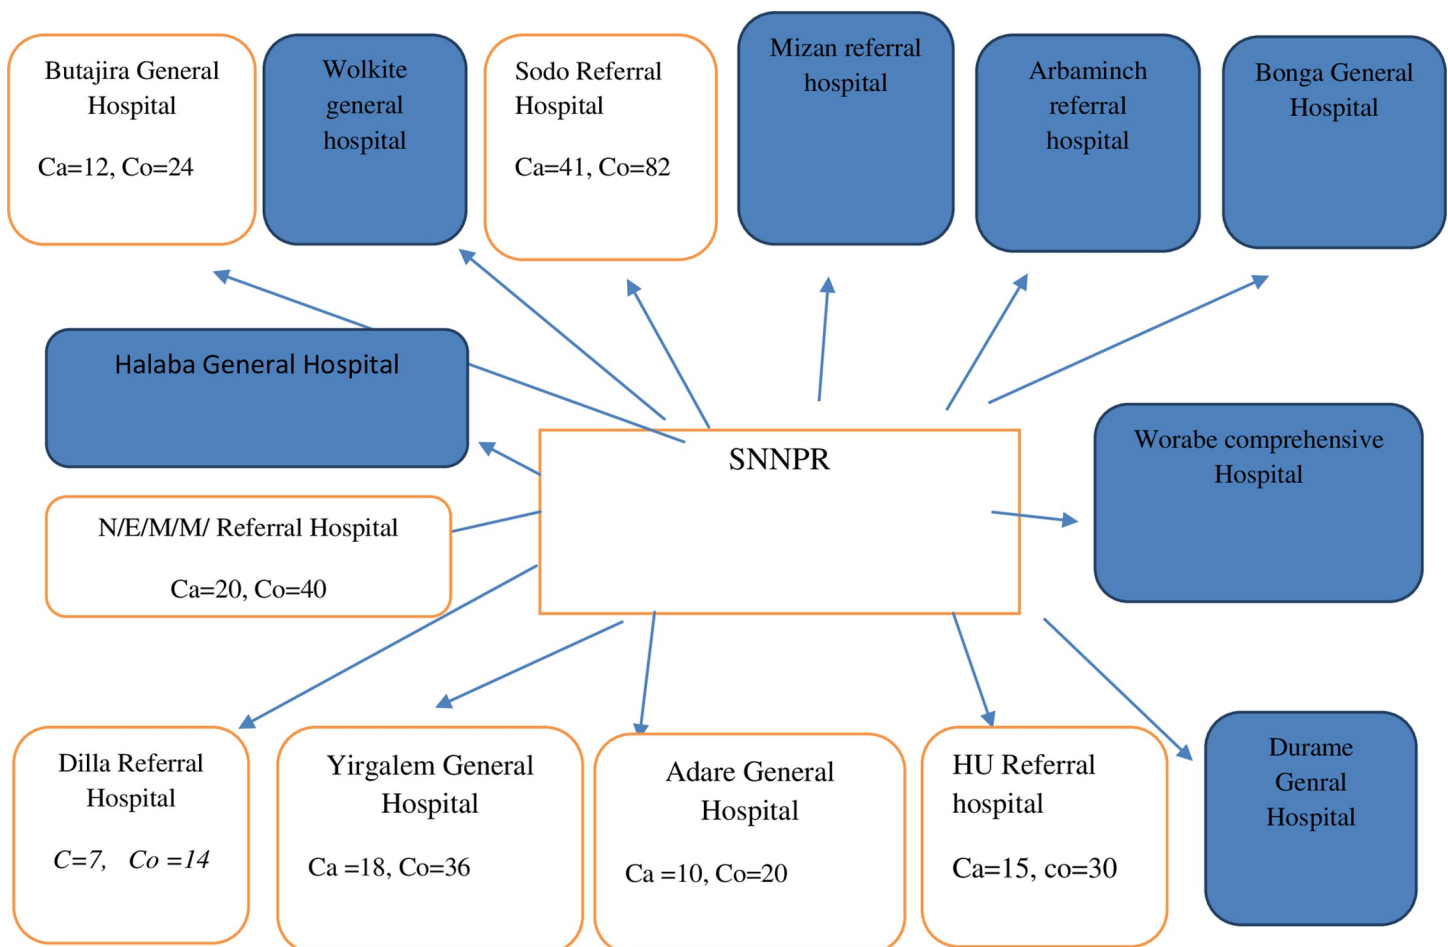 Butajira General
Hospital
Ca=12, Co=24
Wolkite
general
hospital
Sodo Referral
Hospital
Ca=41, Co=82
Mizan referral
hospital
Arbaminch
referral
hospital
Bonga General
Hospital
Halaba General Hospital
SNNPR
Worabe comprehensive
Hospital
N/E/M/M/ Referral Hospital
Ca=20, Co=40
Dilla Referral
Hospital
C=7, Co =14
Yirgalem General
Hospital
Ca =18, Co=36
Adare General
Hospital
Ca =10, Co=20
HU Referral
hospital
Ca=15, co=30
Durame
Genral
Hospital